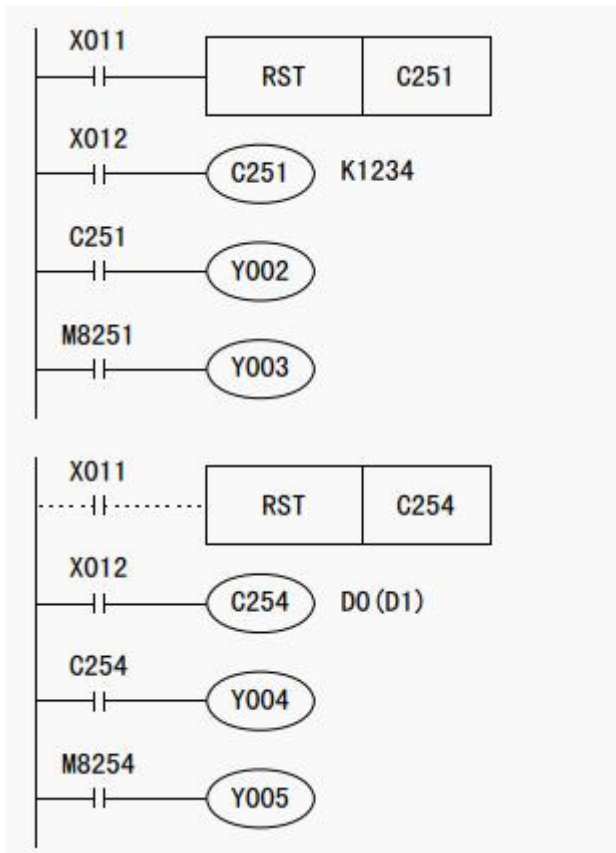 X011
RST C251
X012
C251 K1234
C251
Y002
M8251
Y003
X011
RST C254
X012
C254 D0(D1)
C254
Y004
M8254
Y005